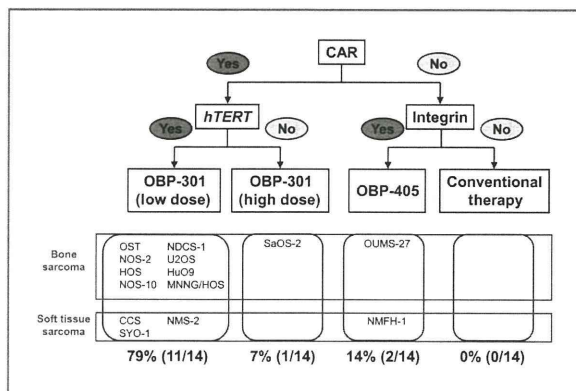 CAR
Yes
No
hTERT
Integrin
Yes
No
Yes
No
OBP-301
(low dose)
OBP-301
(high dose)
OBP-405
Conventional
therapy
Bone
sarcoma
OST NDCS-1
NOS-2 U2OS
HOS HuO9
NOS-10 MNNG/HOS
SaOS-2
OUMS-27
Soft tissue
sarcoma
CCS NMS-2
SYO-1
NMFH-1
79% (11/14) 7% (1/14) 14% (2/14) 0% (0/14)